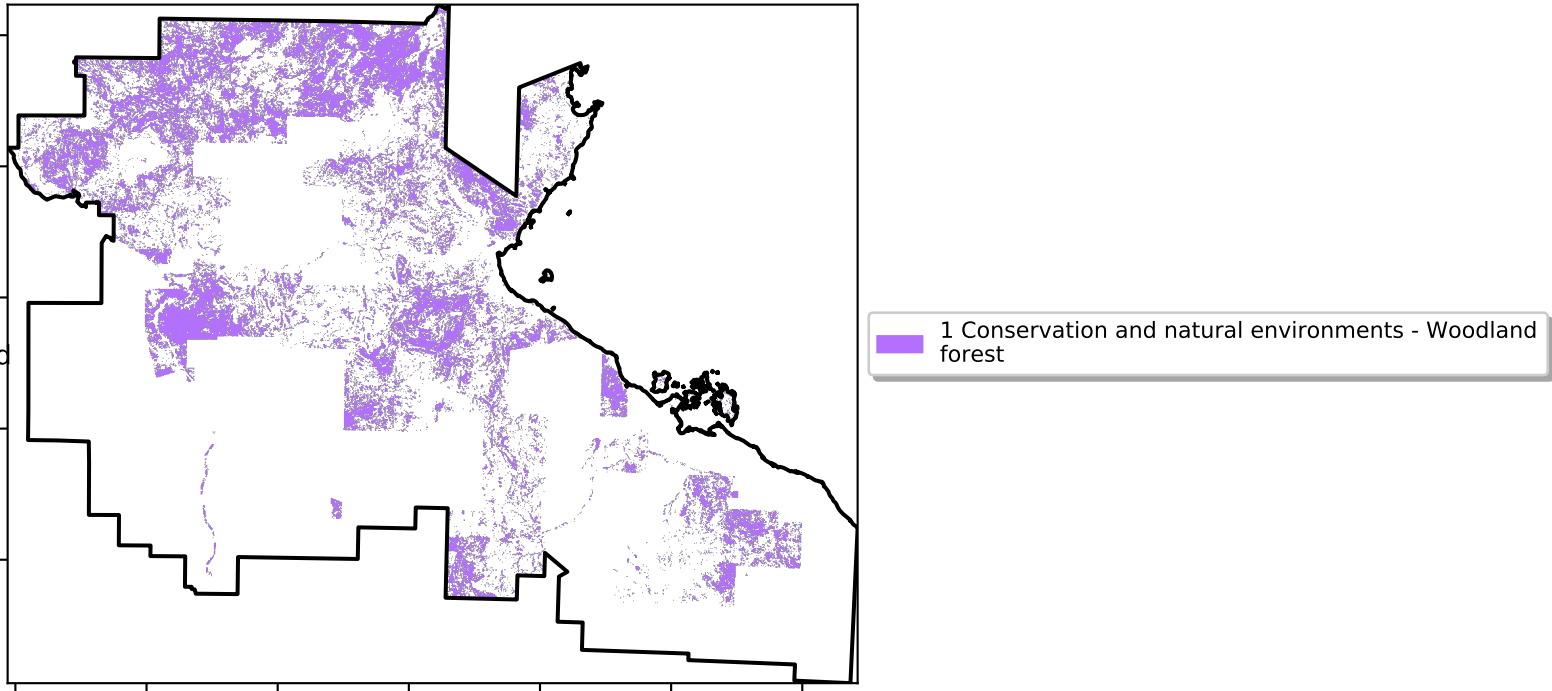 d
1 Conservation and natural environments - Woodland
forest